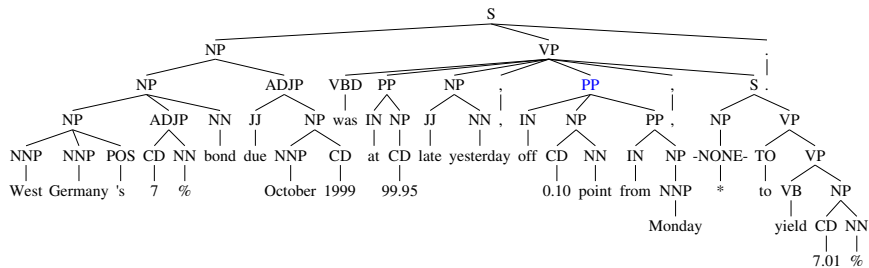 S
NP VP .
NP ADJP VBD PP NP , PP , S .
NP ADJP NN JJ NP was IN NP JJ NN , IN NP PP , NP VP
NNP NNP POS CD NN bond due NNP CD at CD late yesterday off CD NN IN NP -NONE- TO VP
West Germany 's 7 % October 1999 99.95 0.10 point from NNP * to VB NP
Monday yield CD NN
7.01 %